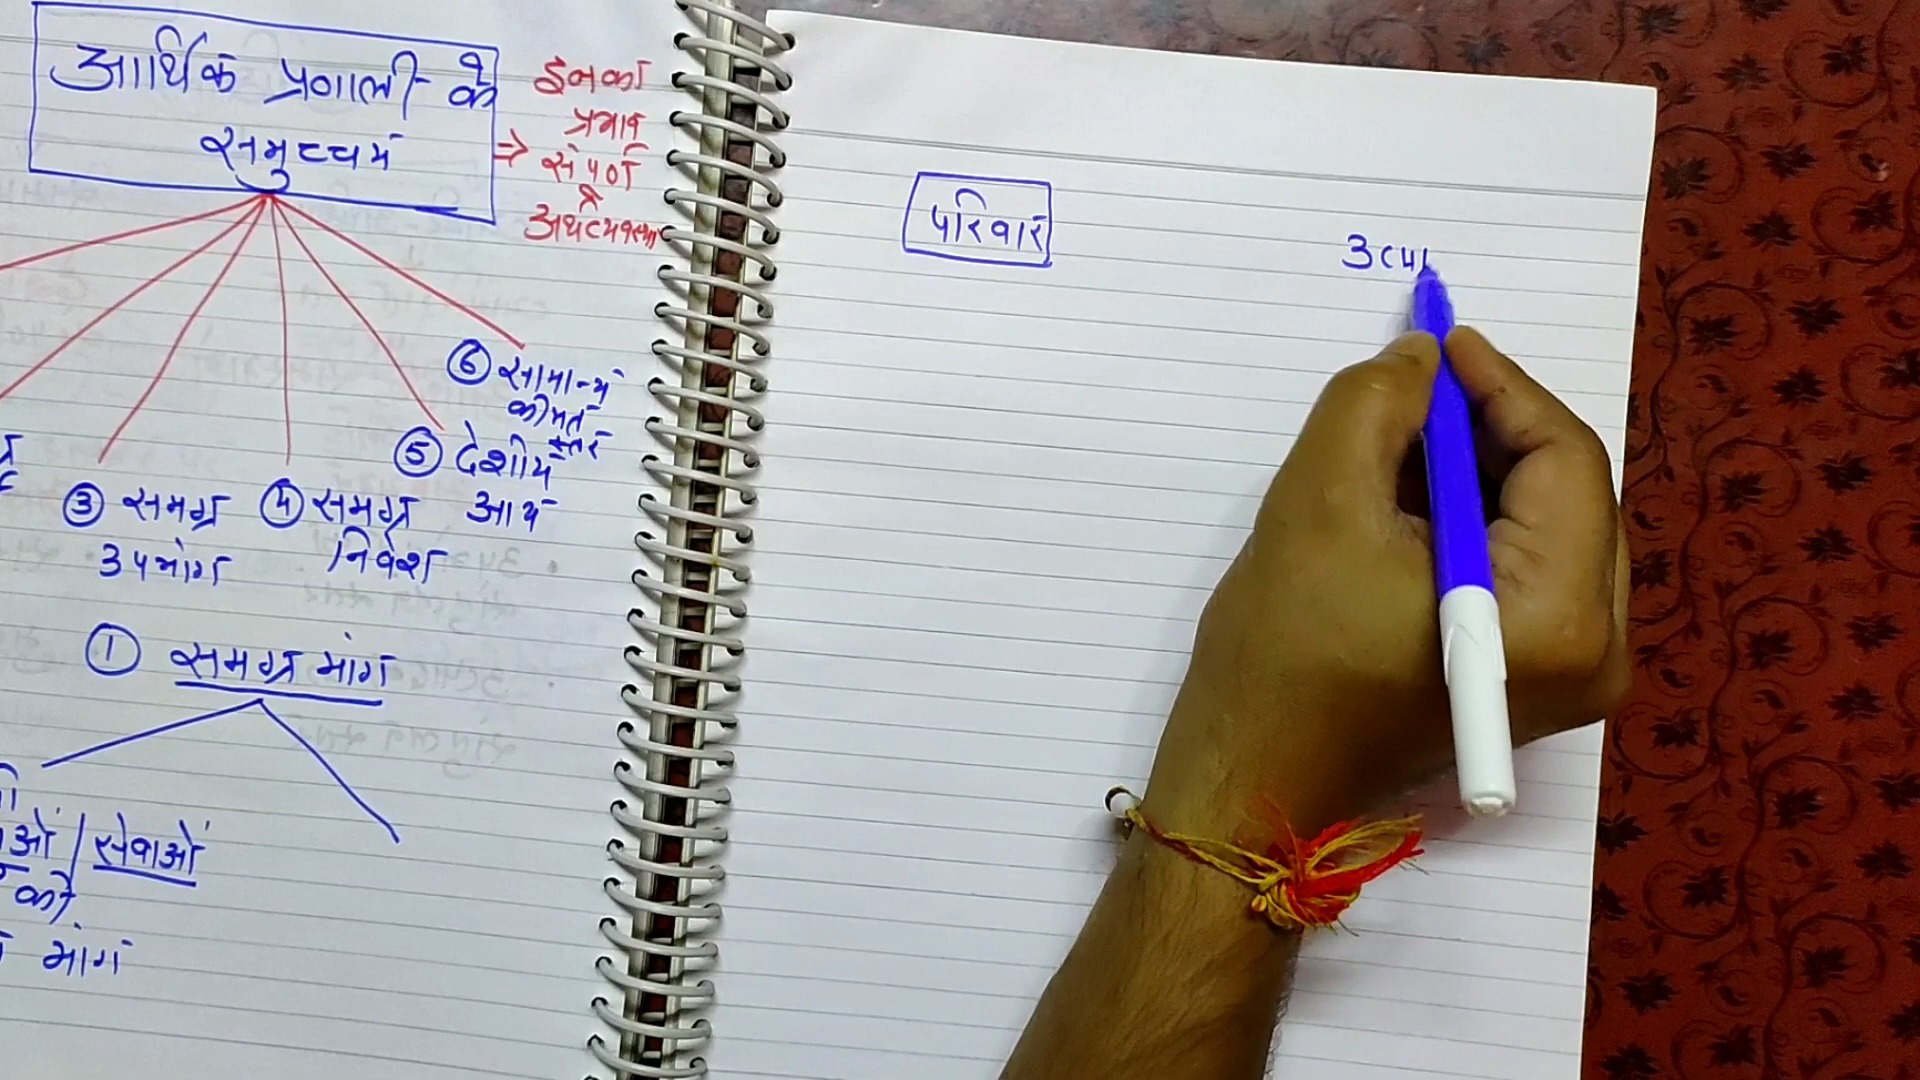 आर्थिक प्रणाली के
समुच्चय
⇒ इनका
प्रभाव
संपूर्ण
अर्थव्यवस्था
⑥ सामान्य
कीमत
स्तर
⑤ देशीय
आय
③ समग्र
उपभोग
④ समग्र
निवेश
① समग्र मांग
/ सेवाओं
की
मांग
परिवार
उत्पा